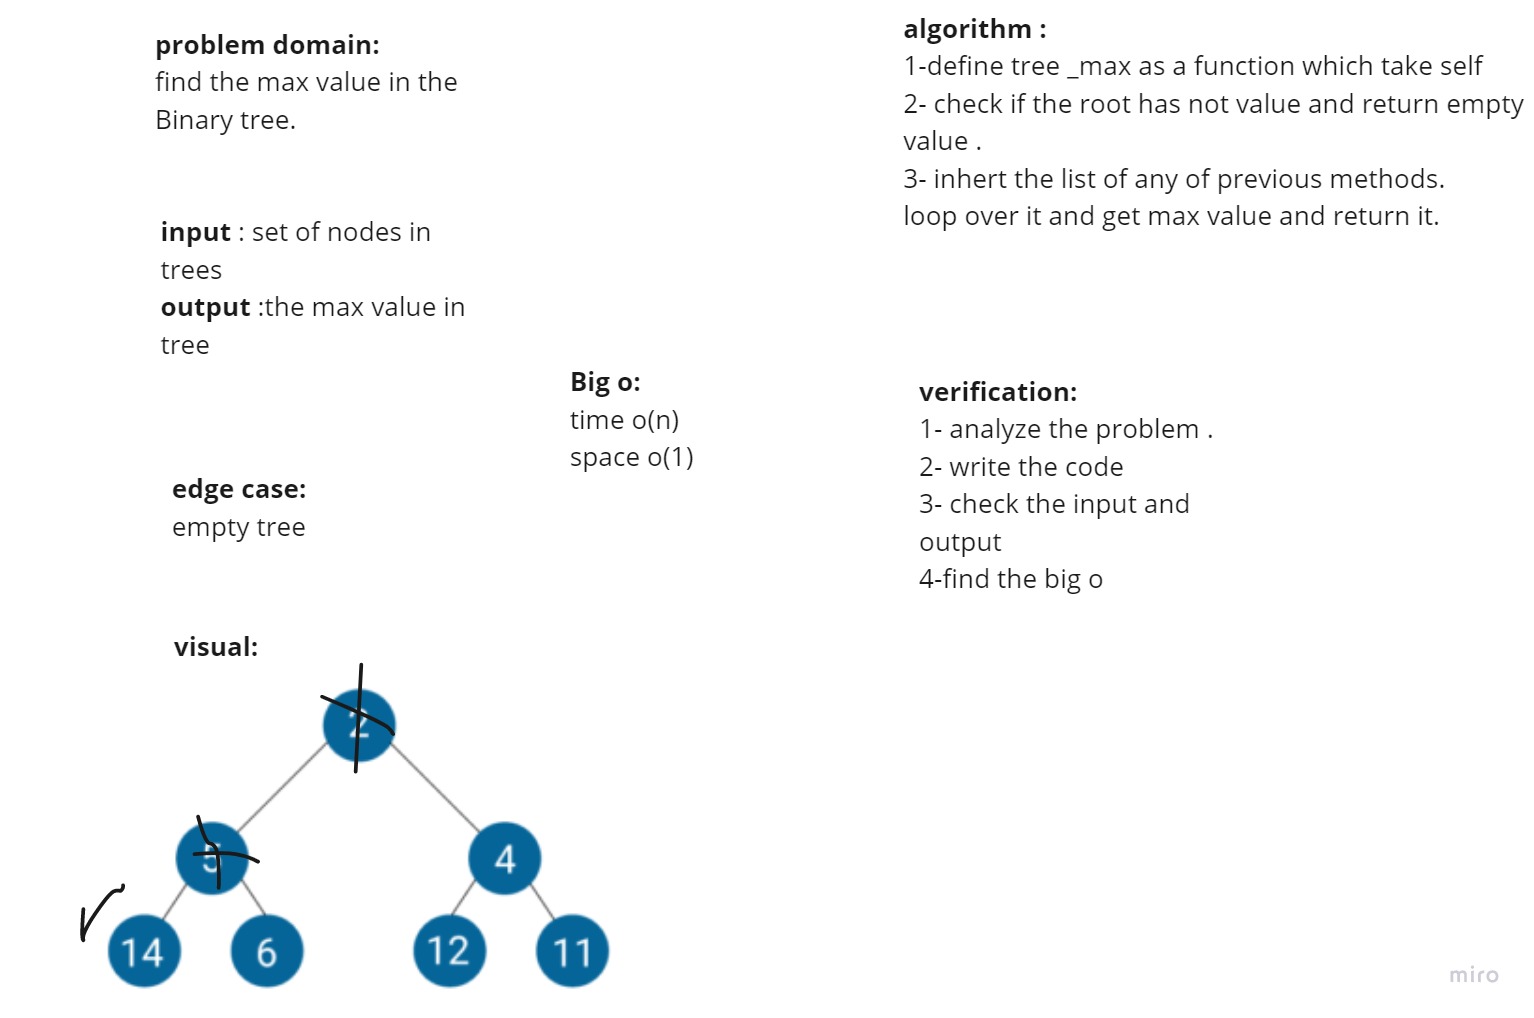 problem domain:
find the max value in the
Binary tree.
input : set of nodes in
trees
output :the max value in
tree
Big o:
time o(n)
space o(1)
edge case:
empty tree
visual:
2
5
4
14
6
12
11
algorithm :
1-define tree _max as a function which take self
2- check if the root has not value and return empty
value .
3- inhert the list of any of previous methods.
loop over it and get max value and return it.
verification:
1- analyze the problem .
2- write the code
3- check the input and
output
4-find the big o
miro